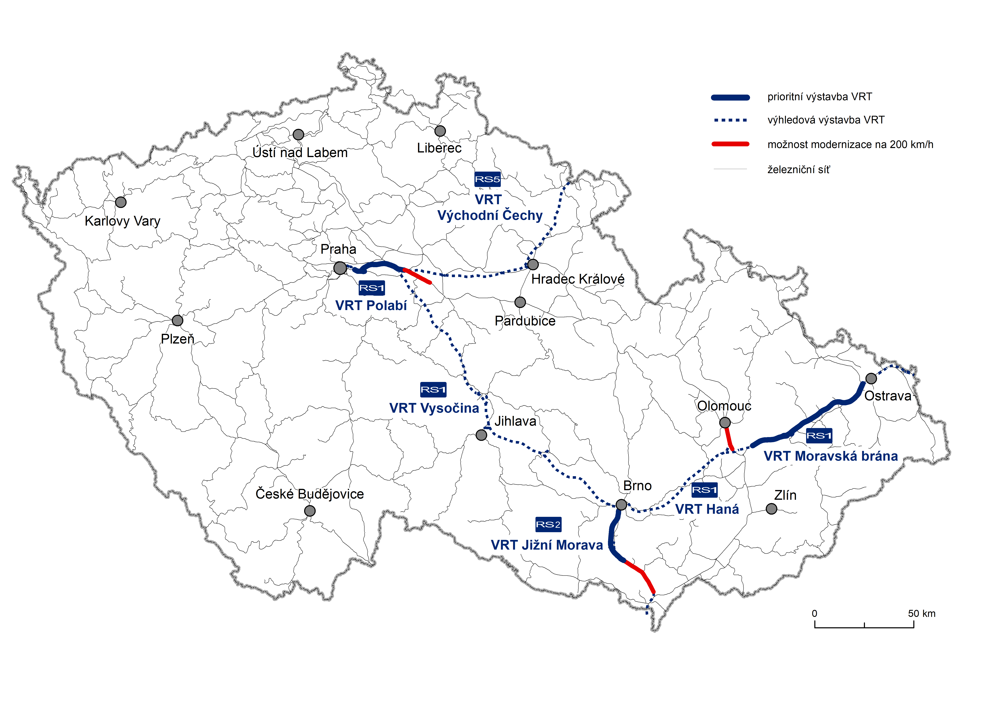 prioritní výstavba VRT
výhledová výstavba VRT
možnost modernizace na 200 km/h
železniční síť
Ústí nad Labem
Liberec
RS5
VRT
Východní Čechy
Karlovy Vary
Praha
Hradec Králové
RS1
VRT Polabí
Pardubice
Plzeň
RS1
VRT Vysočina
Jihlava
Olomouc
Ostrava
RS1
VRT Moravská brána
České Budějovice
Brno
RS1
VRT Haná
Zlín
RS2
VRT Jižní Morava
0 50 km